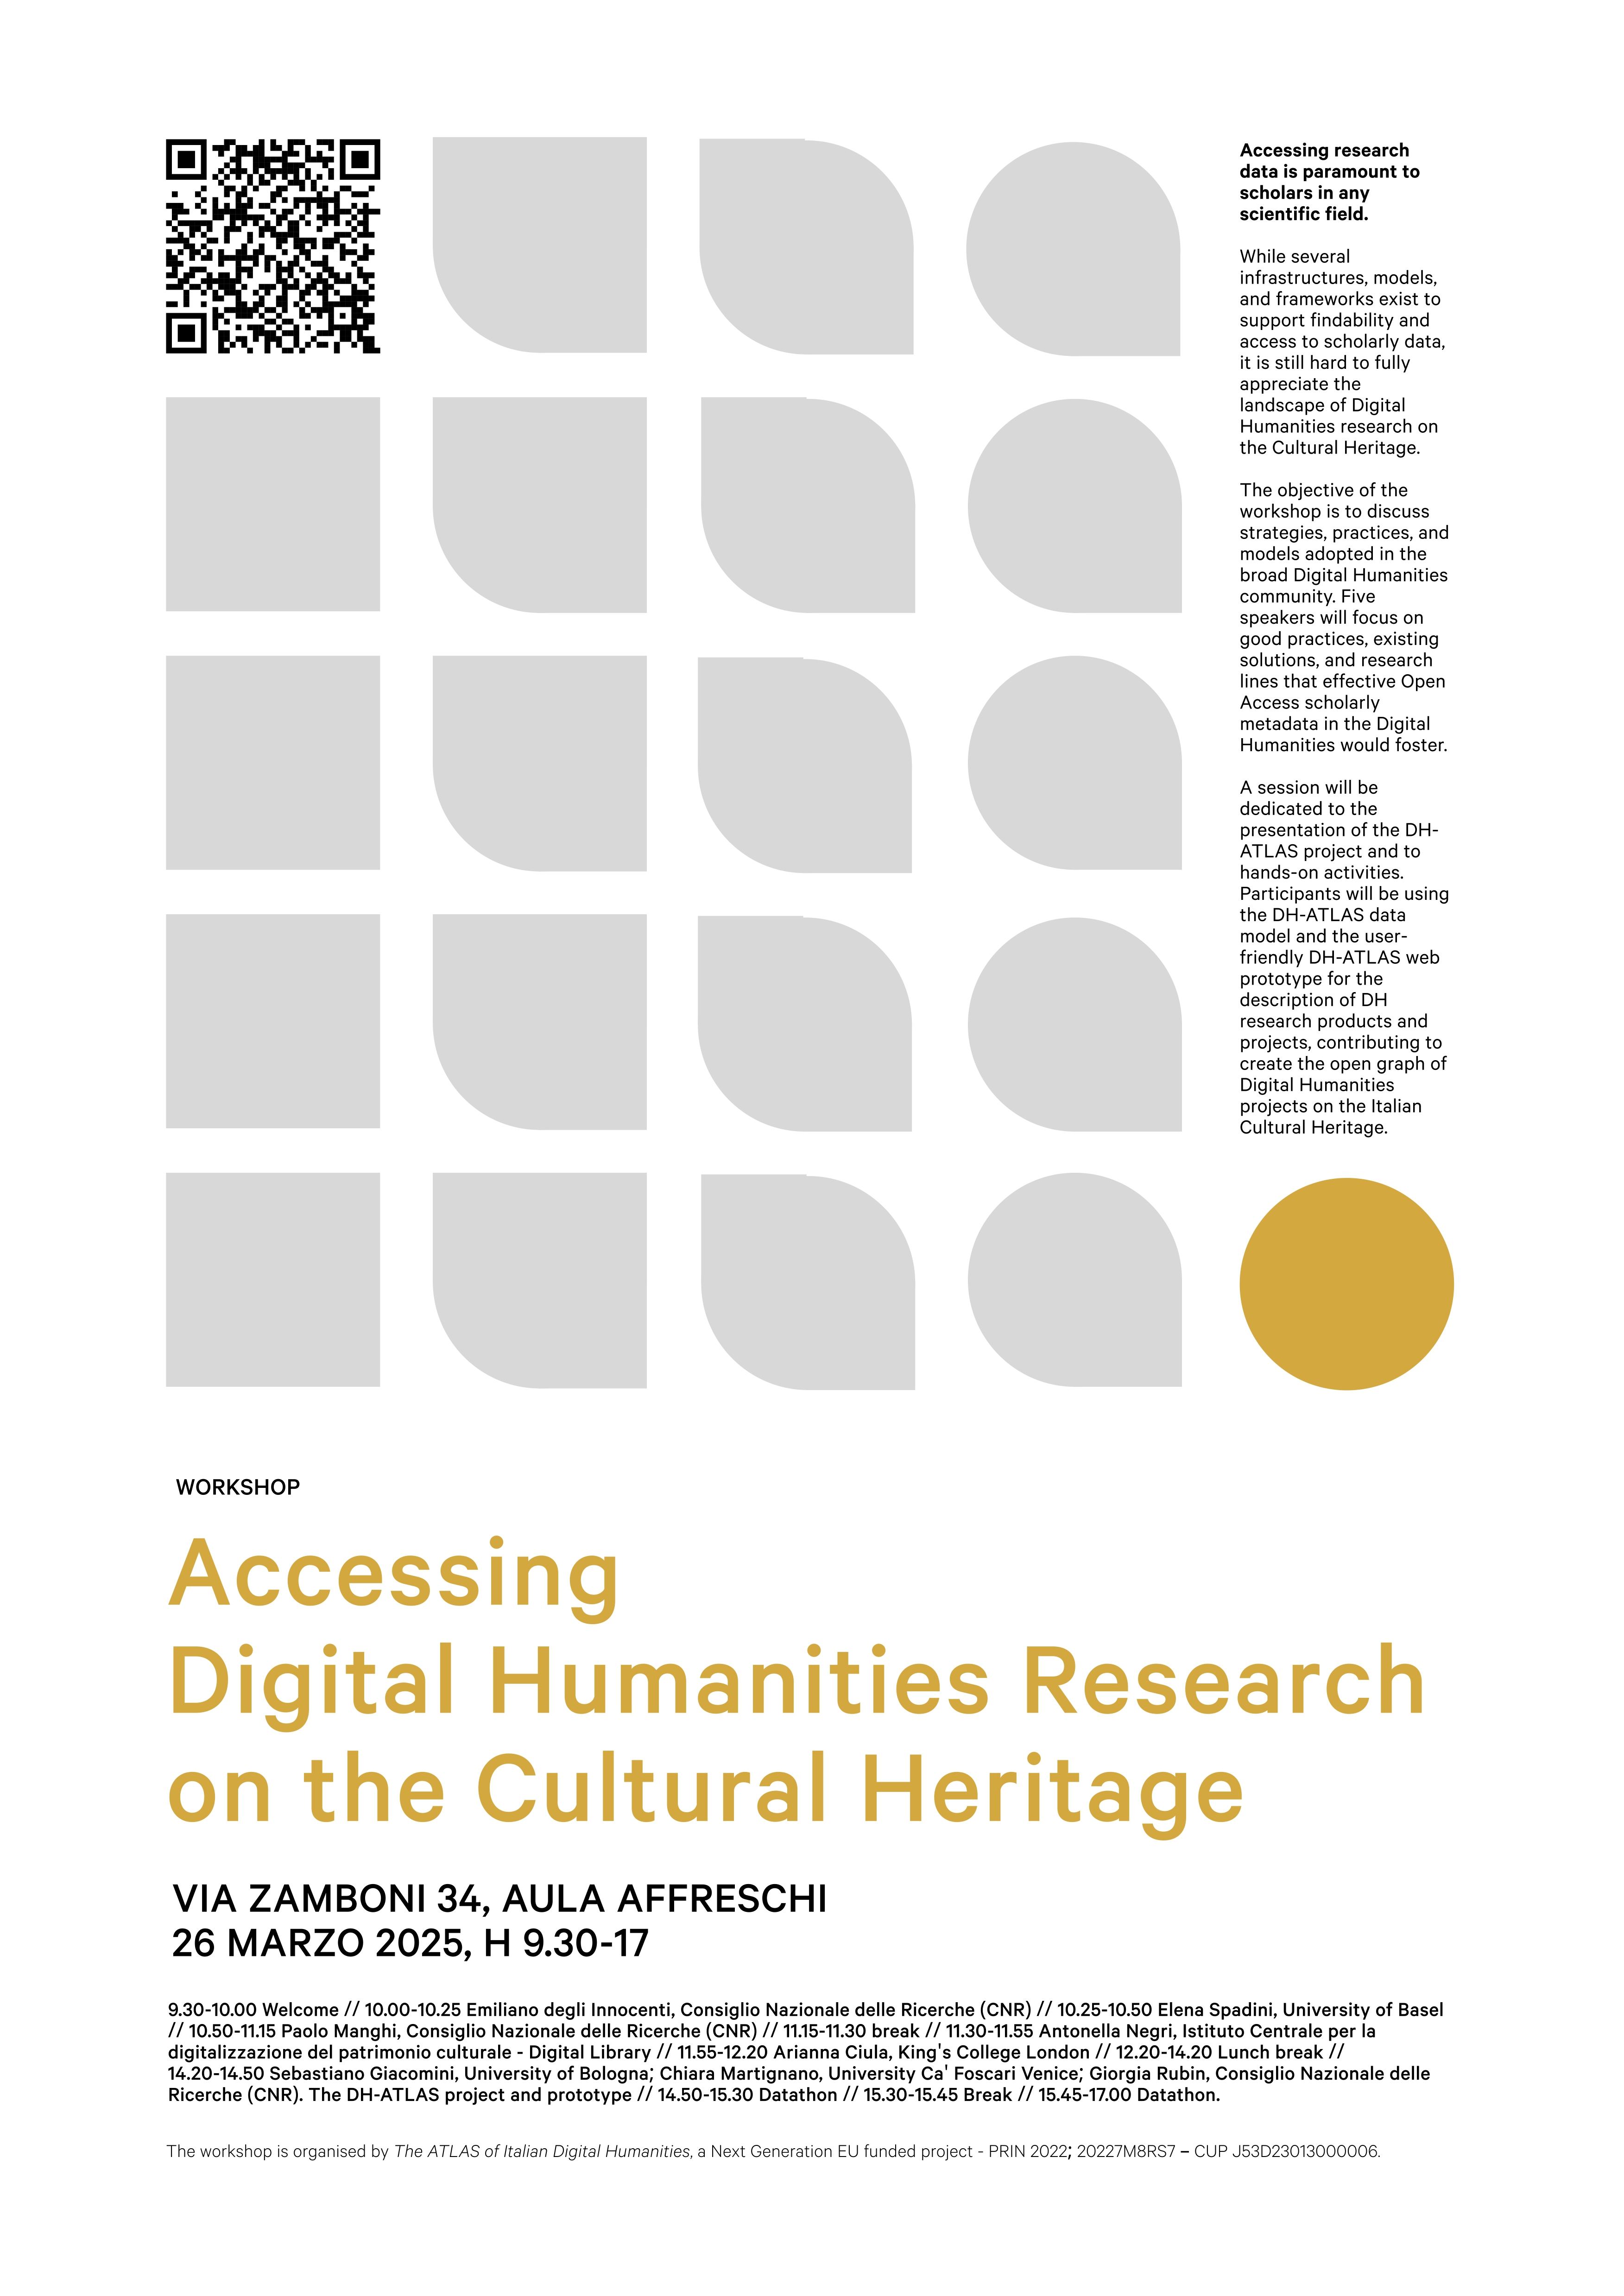 Accessing research
data is paramount to
scholars in any
scientific field.
While several
infrastructures, models,
and frameworks exist to
support findability and
access to scholarly data,
it is still hard to fully
appreciate the
landscape of Digital
Humanities research on
the Cultural Heritage.
The objective of the
workshop is to discuss
strategies, practices, and
models adopted in the
broad Digital Humanities
community. Five
speakers will focus on
good practices, existing
solutions, and research
lines that effective Open
Access scholarly
metadata in the Digital
Humanities would foster.
A session will be
dedicated to the
presentation of the DH-
ATLAS project and to
hands-on activities.
Participants will be using
the DH-ATLAS data
model and the user-
friendly DH-ATLAS web
prototype for the
description of DH
research products and
projects, contributing to
create the open graph of
Digital Humanities
projects on the Italian
Cultural Heritage.
WORKSHOP
Accessing
Digital Humanities Research
on the Cultural Heritage
VIA ZAMBONI 34, AULA AFFRESCHI
26 MARZO 2025, H 9.30-17
9.30-10.00 Welcome // 10.00-10.25 Emiliano degli Innocenti, Consiglio Nazionale delle Ricerche (CNR) // 10.25-10.50 Elena Spadini, University of Basel
// 10.50-11.15 Paolo Manghi, Consiglio Nazionale delle Ricerche (CNR) // 11.15-11.30 break // 11.30-11.55 Antonella Negri, Istituto Centrale per la
digitalizzazione del patrimonio culturale - Digital Library // 11.55-12.20 Arianna Ciula, King's College London // 12.20-14.20 Lunch break //
14.20-14.50 Sebastiano Giacomini, University of Bologna; Chiara Martignano, University Ca' Foscari Venice; Giorgia Rubin, Consiglio Nazionale delle
Ricerche (CNR). The DH-ATLAS project and prototype // 14.50-15.30 Datathon // 15.30-15.45 Break // 15.45-17.00 Datathon.
The workshop is organised by The ATLAS of Italian Digital Humanities, a Next Generation EU funded project - PRIN 2022; 20227M8RS7 – CUP J53D23013000006.